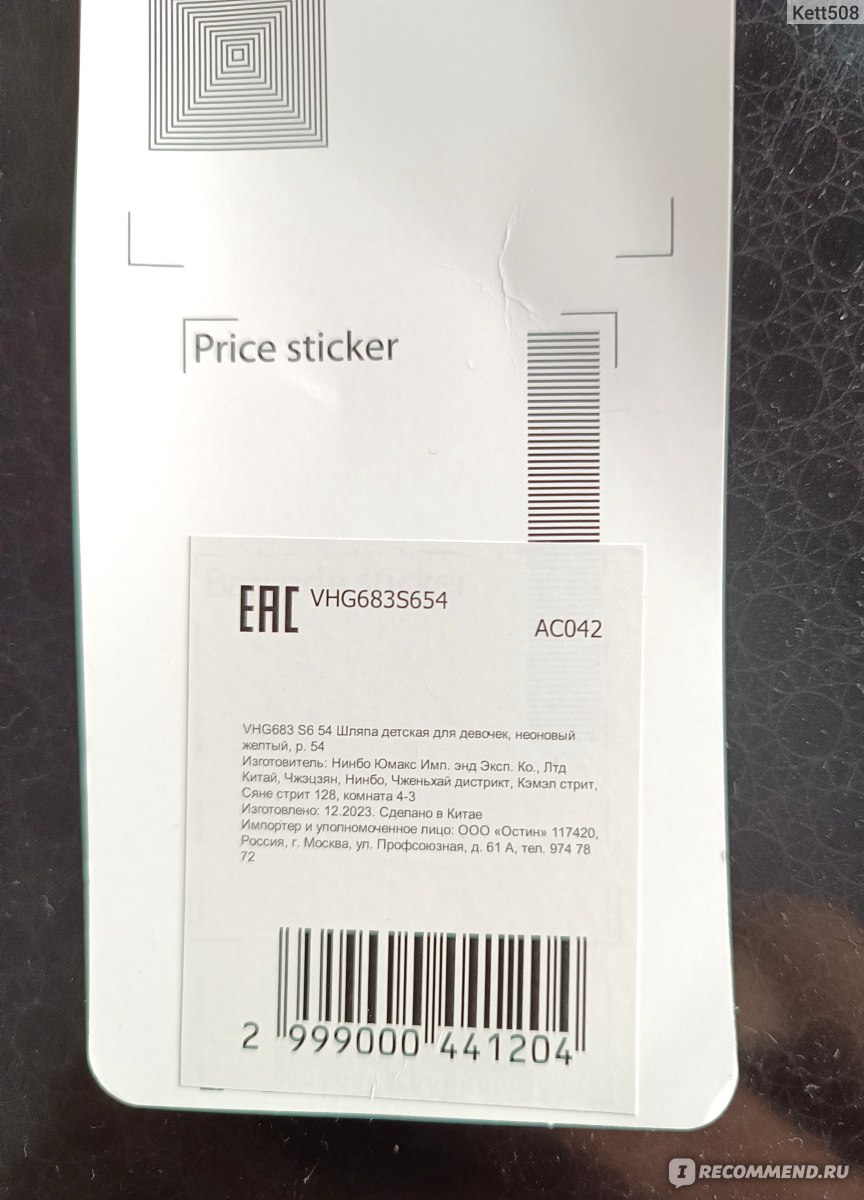 Kett508
Price sticker
EAC VHG683S654
AC042
VHG683 S6 54 Шляпа детская для девочек, неоновый
желтый, р. 54
Изготовитель: Нинбо Юмакс Имп. энд Эксп. Ко., Лтд
Китай, Чжэцзян, Нинбо, Чженьхай дистрикт, Кэмэл стрит,
Сяне стрит 128, комната 4-3
Изготовлено: 12.2023. Сделано в Китае
Импортер и уполномоченное лицо: ООО «Остин» 117420,
Россия, г. Москва, ул. Профсоюзная, д. 61 А, тел. 974 78
72
2 999000 441204
IRECOMMEND.RU